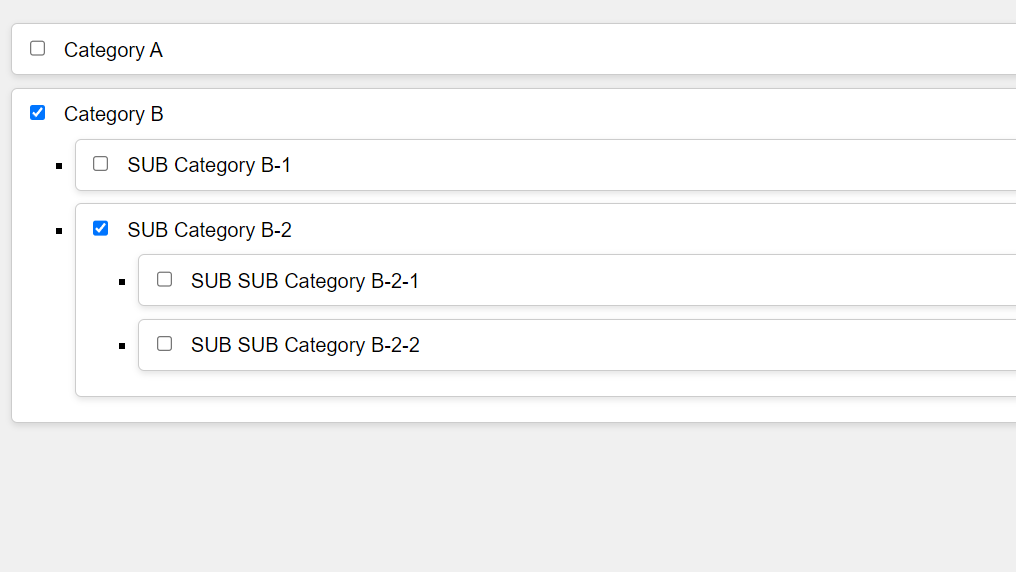 Category A
Category B
SUB Category B-1
SUB Category B-2
SUB SUB Category B-2-1
SUB SUB Category B-2-2